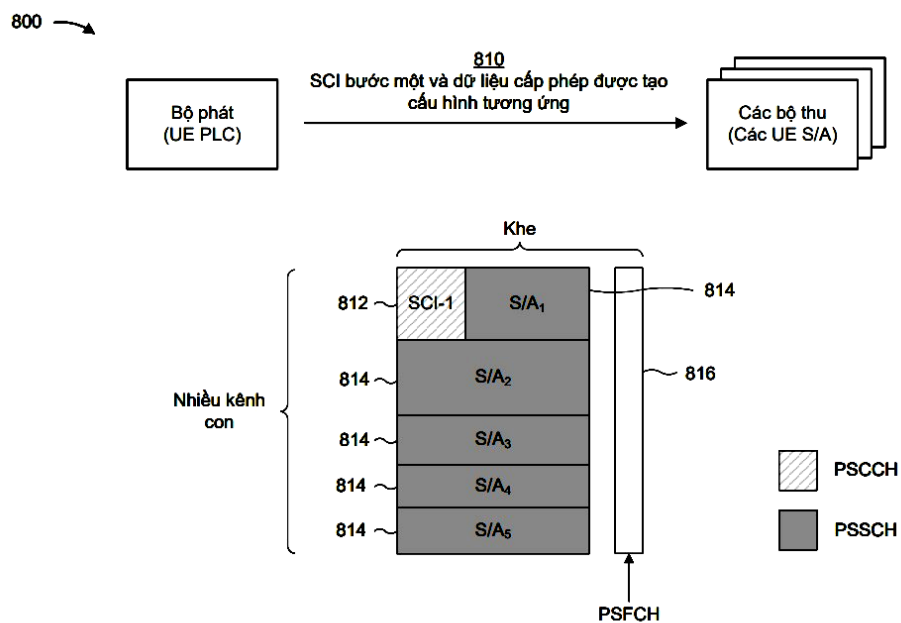 800
810
SCI bước một và dữ liệu cấp phép được tạo
cấu hình tương ứng
Bộ phát
(UE PLC)
Các bộ thu
(Các UE S/A)
Khe
812
SCI-1
S/A₁
814
814
S/A₂
816
Nhiều kênh
con
814
S/A₃
814
S/A₄
814
S/A₅
PSCCH
PSSCH
PSFCH